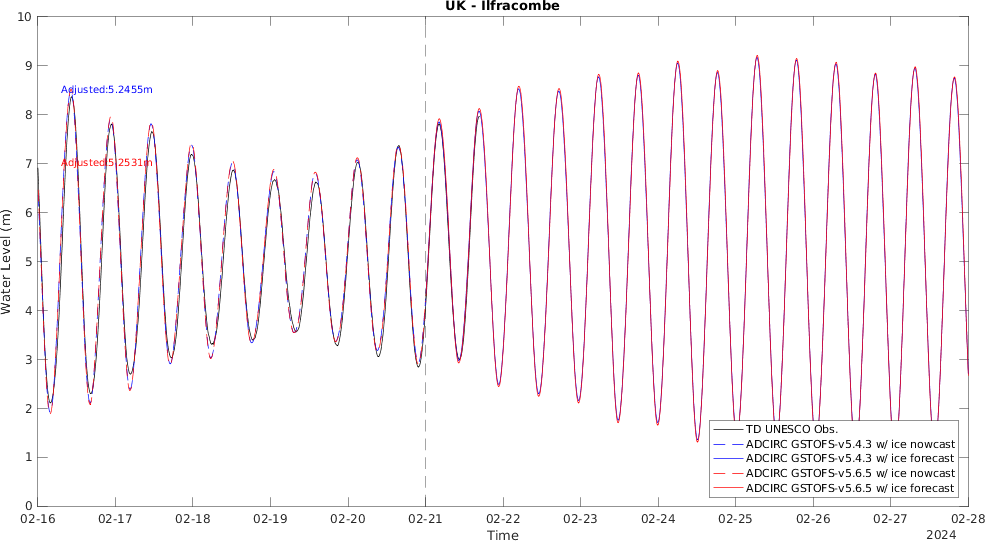 UK - Ilfracombe
10
9
8
7
6
5
4
3
2
1
0
Water Level (m)
Adjusted:5.2455m
Adjusted:5.2531m
TD UNESCO Obs.
ADCIRC GSTOFS-v5.4.3 w/ ice nowcast
ADCIRC GSTOFS-v5.4.3 w/ ice forecast
ADCIRC GSTOFS-v5.6.5 w/ ice nowcast
ADCIRC GSTOFS-v5.6.5 w/ ice forecast
02-16 02-17 02-18 02-19 02-20 02-21 02-22 02-23 02-24 02-25 02-26 02-27 02-28
Time
2024